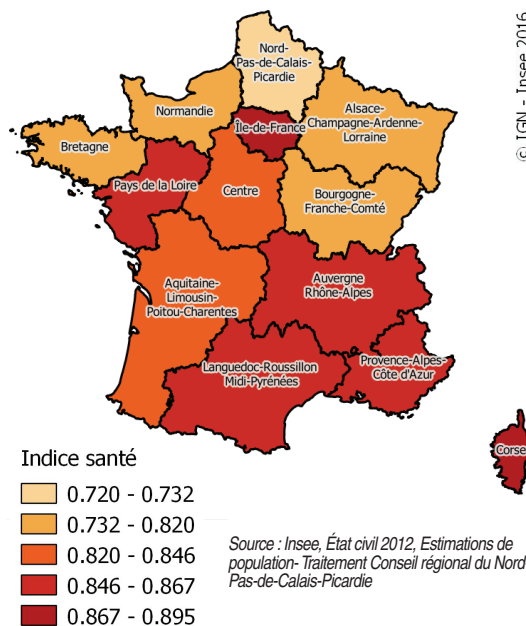 Nord-
Pas-de-Calais-
Picardie
© IGN - Insee 2016
Normandie
Île-de-France
Alsace-
Champagne-Ardenne-
Lorraine
Bretagne
Pays de la Loire
Centre
Bourgogne-
Franche-Comté
Aquitaine-
Limousin-
Poitou-Charentes
Auvergne
Rhône-Alpes
Languedoc-Roussillon
Midi-Pyrénées
Provence-Alpes-
Côte d'Azur
Corse
Indice santé
0.720 - 0.732
0.732 - 0.820
0.820 - 0.846
0.846 - 0.867
0.867 - 0.895
Source : Insee, État civil 2012, Estimations de
population- Traitement Conseil régional du Nord
Pas-de-Calais-Picardie